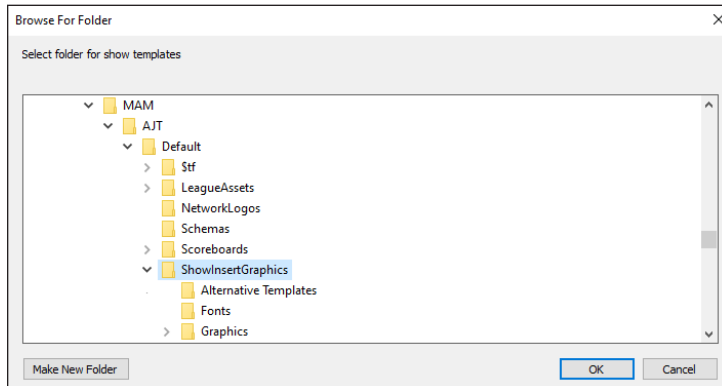 Browse For Folder
Select folder for show templates
MAM
AJT
Default
$tf
LeagueAssets
NetworkLogos
Schemas
Scoreboards
ShowInsertGraphics
Alternative Templates
Fonts
Graphics
Make New Folder
OK
Cancel